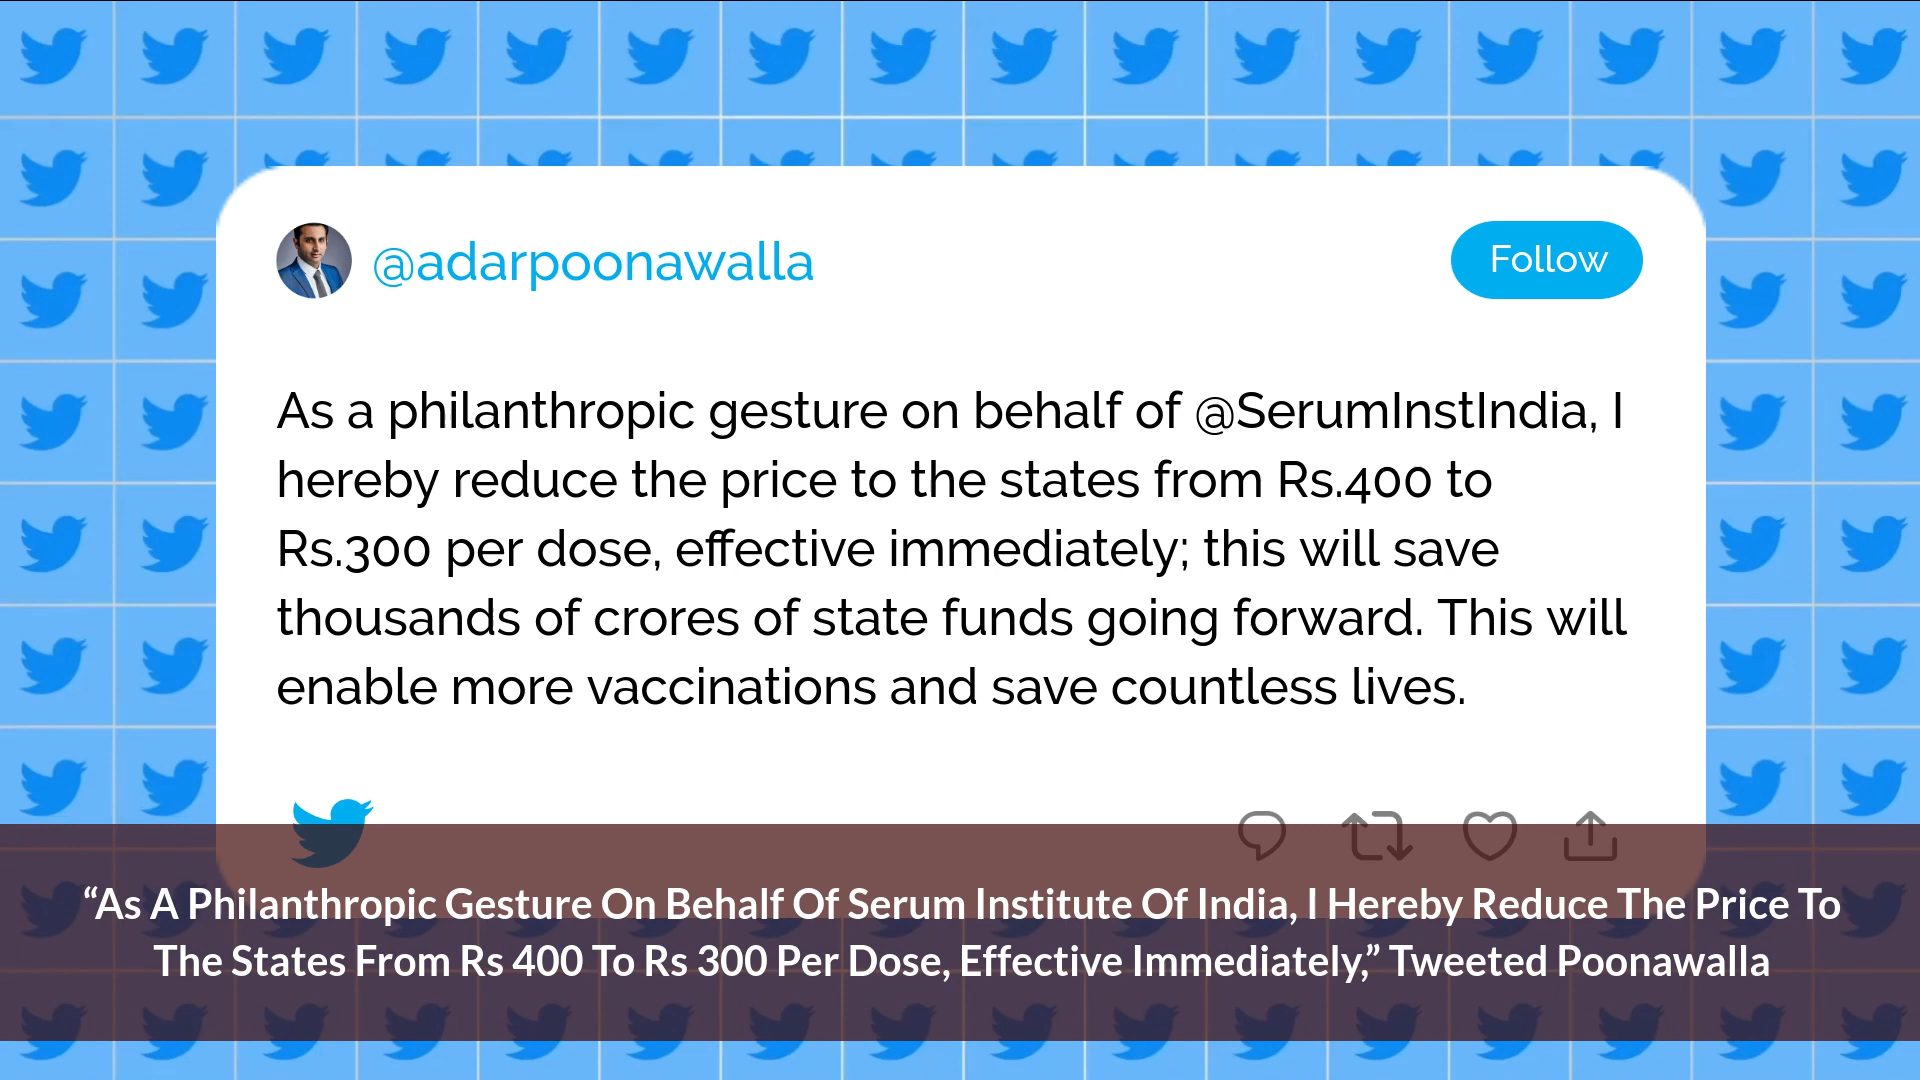 @adarpoonawalla
Follow
As a philanthropic gesture on behalf of @SerumInstIndia, I
hereby reduce the price to the states from Rs.400 to
Rs.300 per dose, effective immediately; this will save
thousands of crores of state funds going forward. This will
enable more vaccinations and save countless lives.
“As A Philanthropic Gesture On Behalf Of Serum Institute Of India, I Hereby Reduce The Price To
The States From Rs 400 To Rs 300 Per Dose, Effective Immediately,” Tweeted Poonawalla